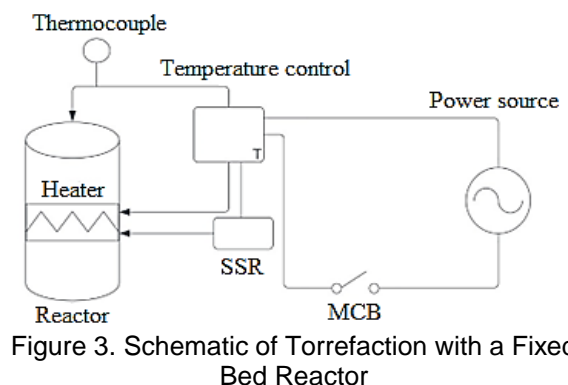 Thermocouple
Temperature control
Power source
T
Heater
SSR
MCB
Reactor
Figure 3. Schematic of Torrefaction with a Fixed
Bed Reactor